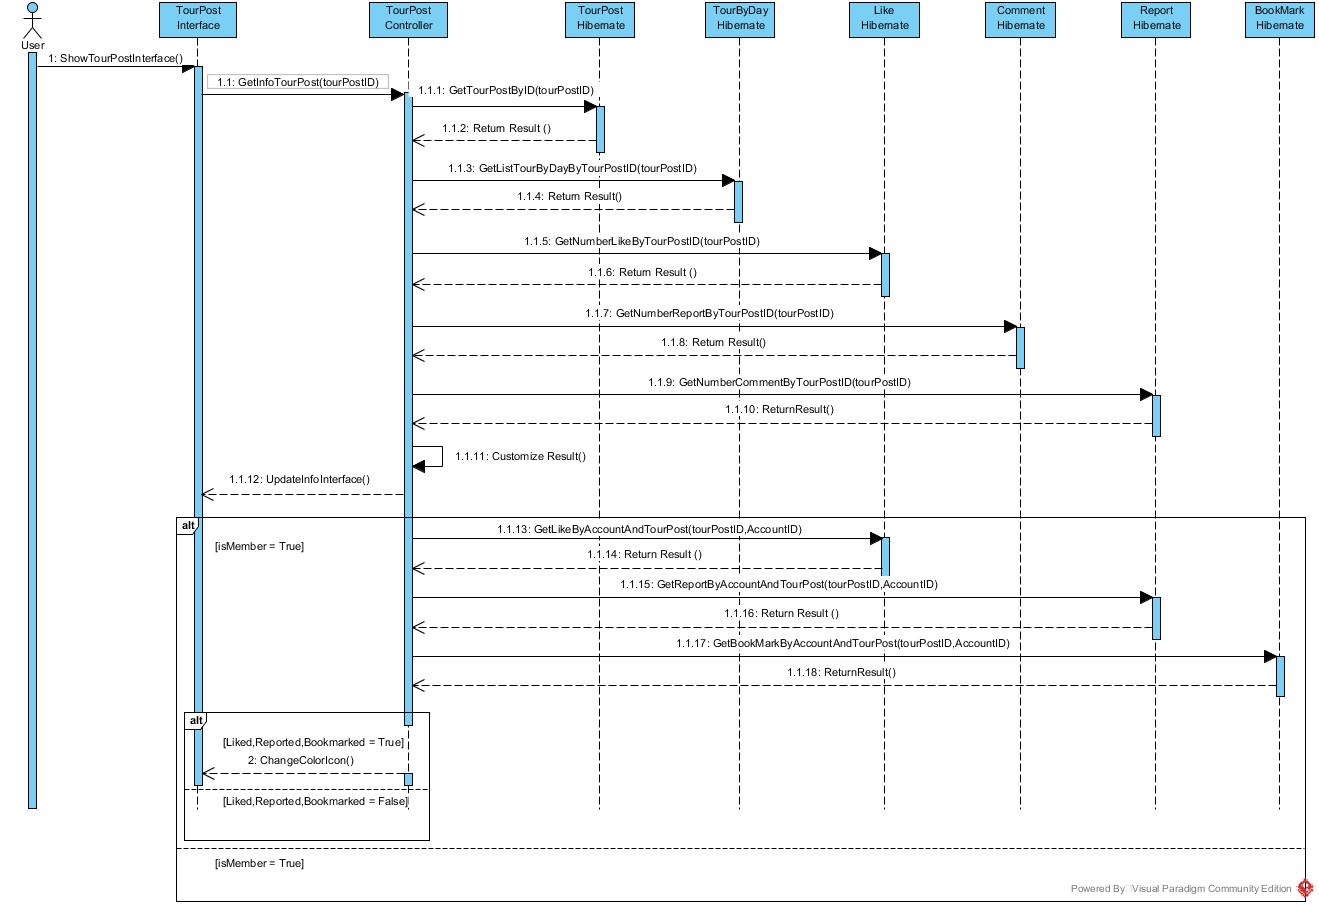 TourPost
Interface
TourPost
Controller
TourPost
Hibernate
TourByDay
Hibernate
Like
Hibernate
Comment
Hibernate
Report
Hibernate
BookMark
Hibernate
User
1: ShowTourPostInterface()
1.1: GetInfoTourPost(tourPostID)
1.1.1: GetTourPostByID(tourPostID)
1.1.2: Return Result ()
1.1.3: GetListTourByDayByTourPostID(tourPostID)
1.1.4: Return Result()
1.1.5: GetNumberLikeByTourPostID(tourPostID)
1.1.6: Return Result ()
1.1.7: GetNumberReportByTourPostID(tourPostID)
1.1.8: Return Result()
1.1.9: GetNumberCommentByTourPostID(tourPostID)
1.1.10: ReturnResult()
1.1.11: Customize Result()
1.1.12: UpdateInfoInterface()
alt
1.1.13: GetLikeByAccountAndTourPost(tourPostID,AccountID)
[isMember = True]
1.1.14: Return Result ()
1.1.15: GetReportByAccountAndTourPost(tourPostID,AccountID)
1.1.16: Return Result ()
1.1.17: GetBookMarkByAccountAndTourPost(tourPostID,AccountID)
1.1.18: ReturnResult()
alt
[Liked,Reported,Bookmarked = True]
2: ChangeColorIcon()
[Liked,Reported,Bookmarked = False]
[isMember = True]
Powered By Visual Paradigm Community Edition